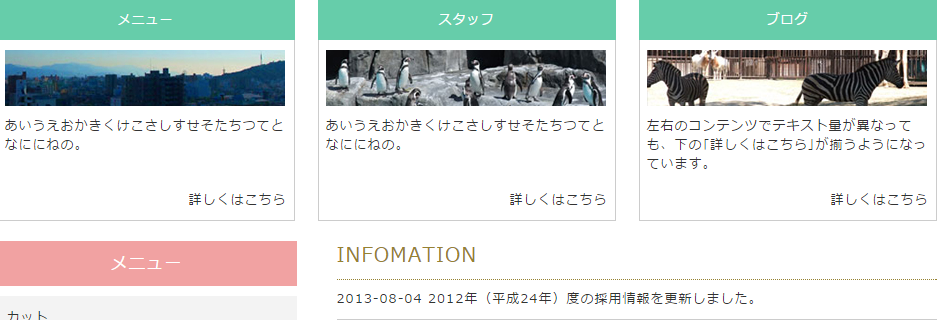 メニュー
あいうえおかきくけこさしすせそたちつてと
なににねの。
詳しくはこちら
スタッフ
あいうえおかきくけこさしすせそたちつてと
なににねの。
詳しくはこちら
ブログ
左右のコンテンツでテキスト量が異なって
も、下の｢詳しくはこちら｣が揃うようになっ
ています。
詳しくはこちら
メニュー
カット
INFOMATION
2013-08-04 2012年（平成24年）度の採用情報を更新しました。